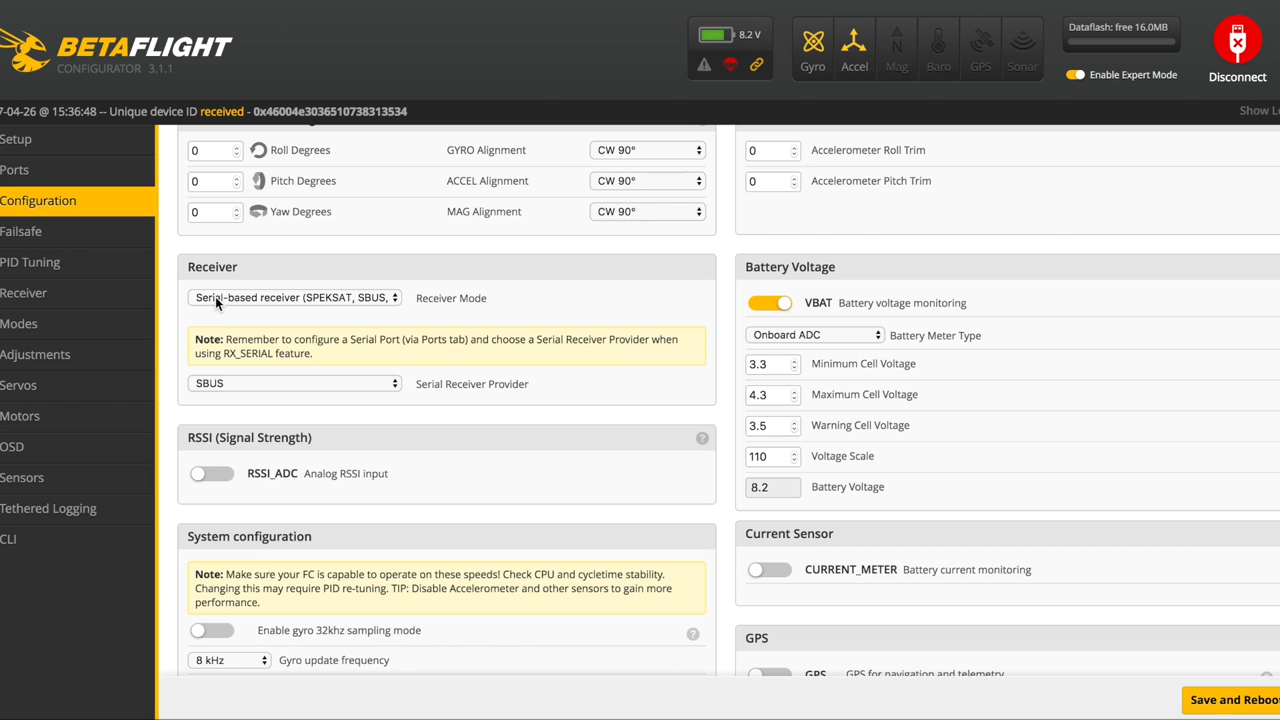 BETAFLIGHT
CONFIGURATOR 3.1.1
8.2 V
Gyro
Accel
Mag
Baro
GPS
Sonar
Dataflash: free 16.0MB
Enable Expert Mode
Disconnect
7-04-26 @ 15:36:48 -- Unique device ID received - 0x46004e3036510738313534
Show Lo
Setup
Ports
Configuration
Failsafe
PID Tuning
Receiver
Modes
Adjustments
Servos
Motors
OSD
Sensors
Tethered Logging
CLI
0 Roll Degrees GYRO Alignment CW 90°
0 Pitch Degrees ACCEL Alignment CW 90°
0 Yaw Degrees MAG Alignment CW 90°
0 Accelerometer Roll Trim
0 Accelerometer Pitch Trim
Receiver
Serial-based receiver (SPEKSAT, SBUS, Receiver Mode
Note: Remember to configure a Serial Port (via Ports tab) and choose a Serial Receiver Provider when
using RX_SERIAL feature.
SBUS Serial Receiver Provider
RSSI (Signal Strength)
?
RSSI_ADC Analog RSSI input
System configuration
Note: Make sure your FC is capable to operate on these speeds! Check CPU and cycletime stability.
Changing this may require PID re-tuning. TIP: Disable Accelerometer and other sensors to gain more
performance.
Enable gyro 32khz sampling mode
?
8 kHz Gyro update frequency
Battery Voltage
VBAT Battery voltage monitoring
Onboard ADC Battery Meter Type
3.3 Minimum Cell Voltage
4.3 Maximum Cell Voltage
3.5 Warning Cell Voltage
110 Voltage Scale
8.2 Battery Voltage
Current Sensor
CURRENT_METER Battery current monitoring
GPS
GPS GPS for navigation and telemetry
Save and Reboo